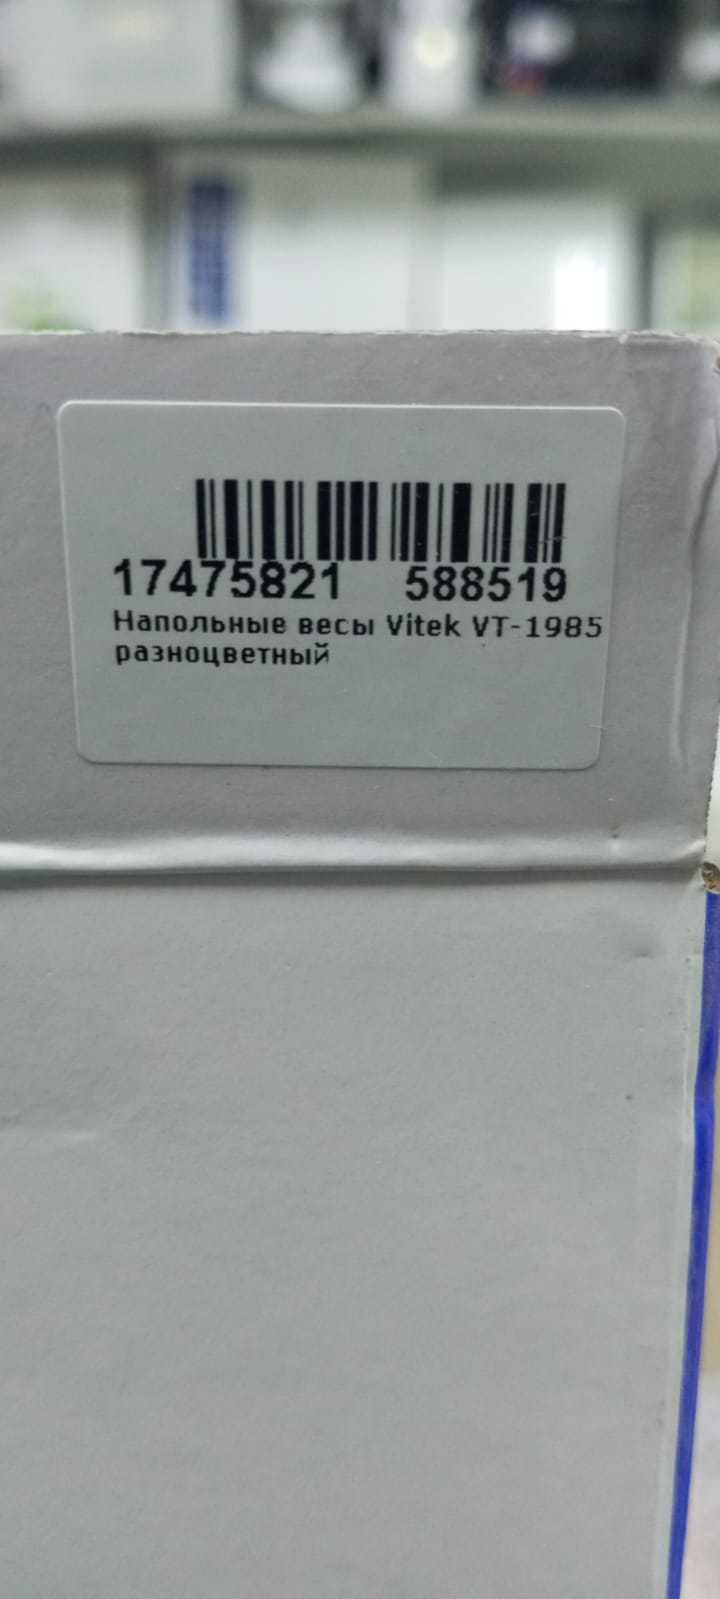 17475821 588519
Напольные весы Vitek VT-1985
разноцветный